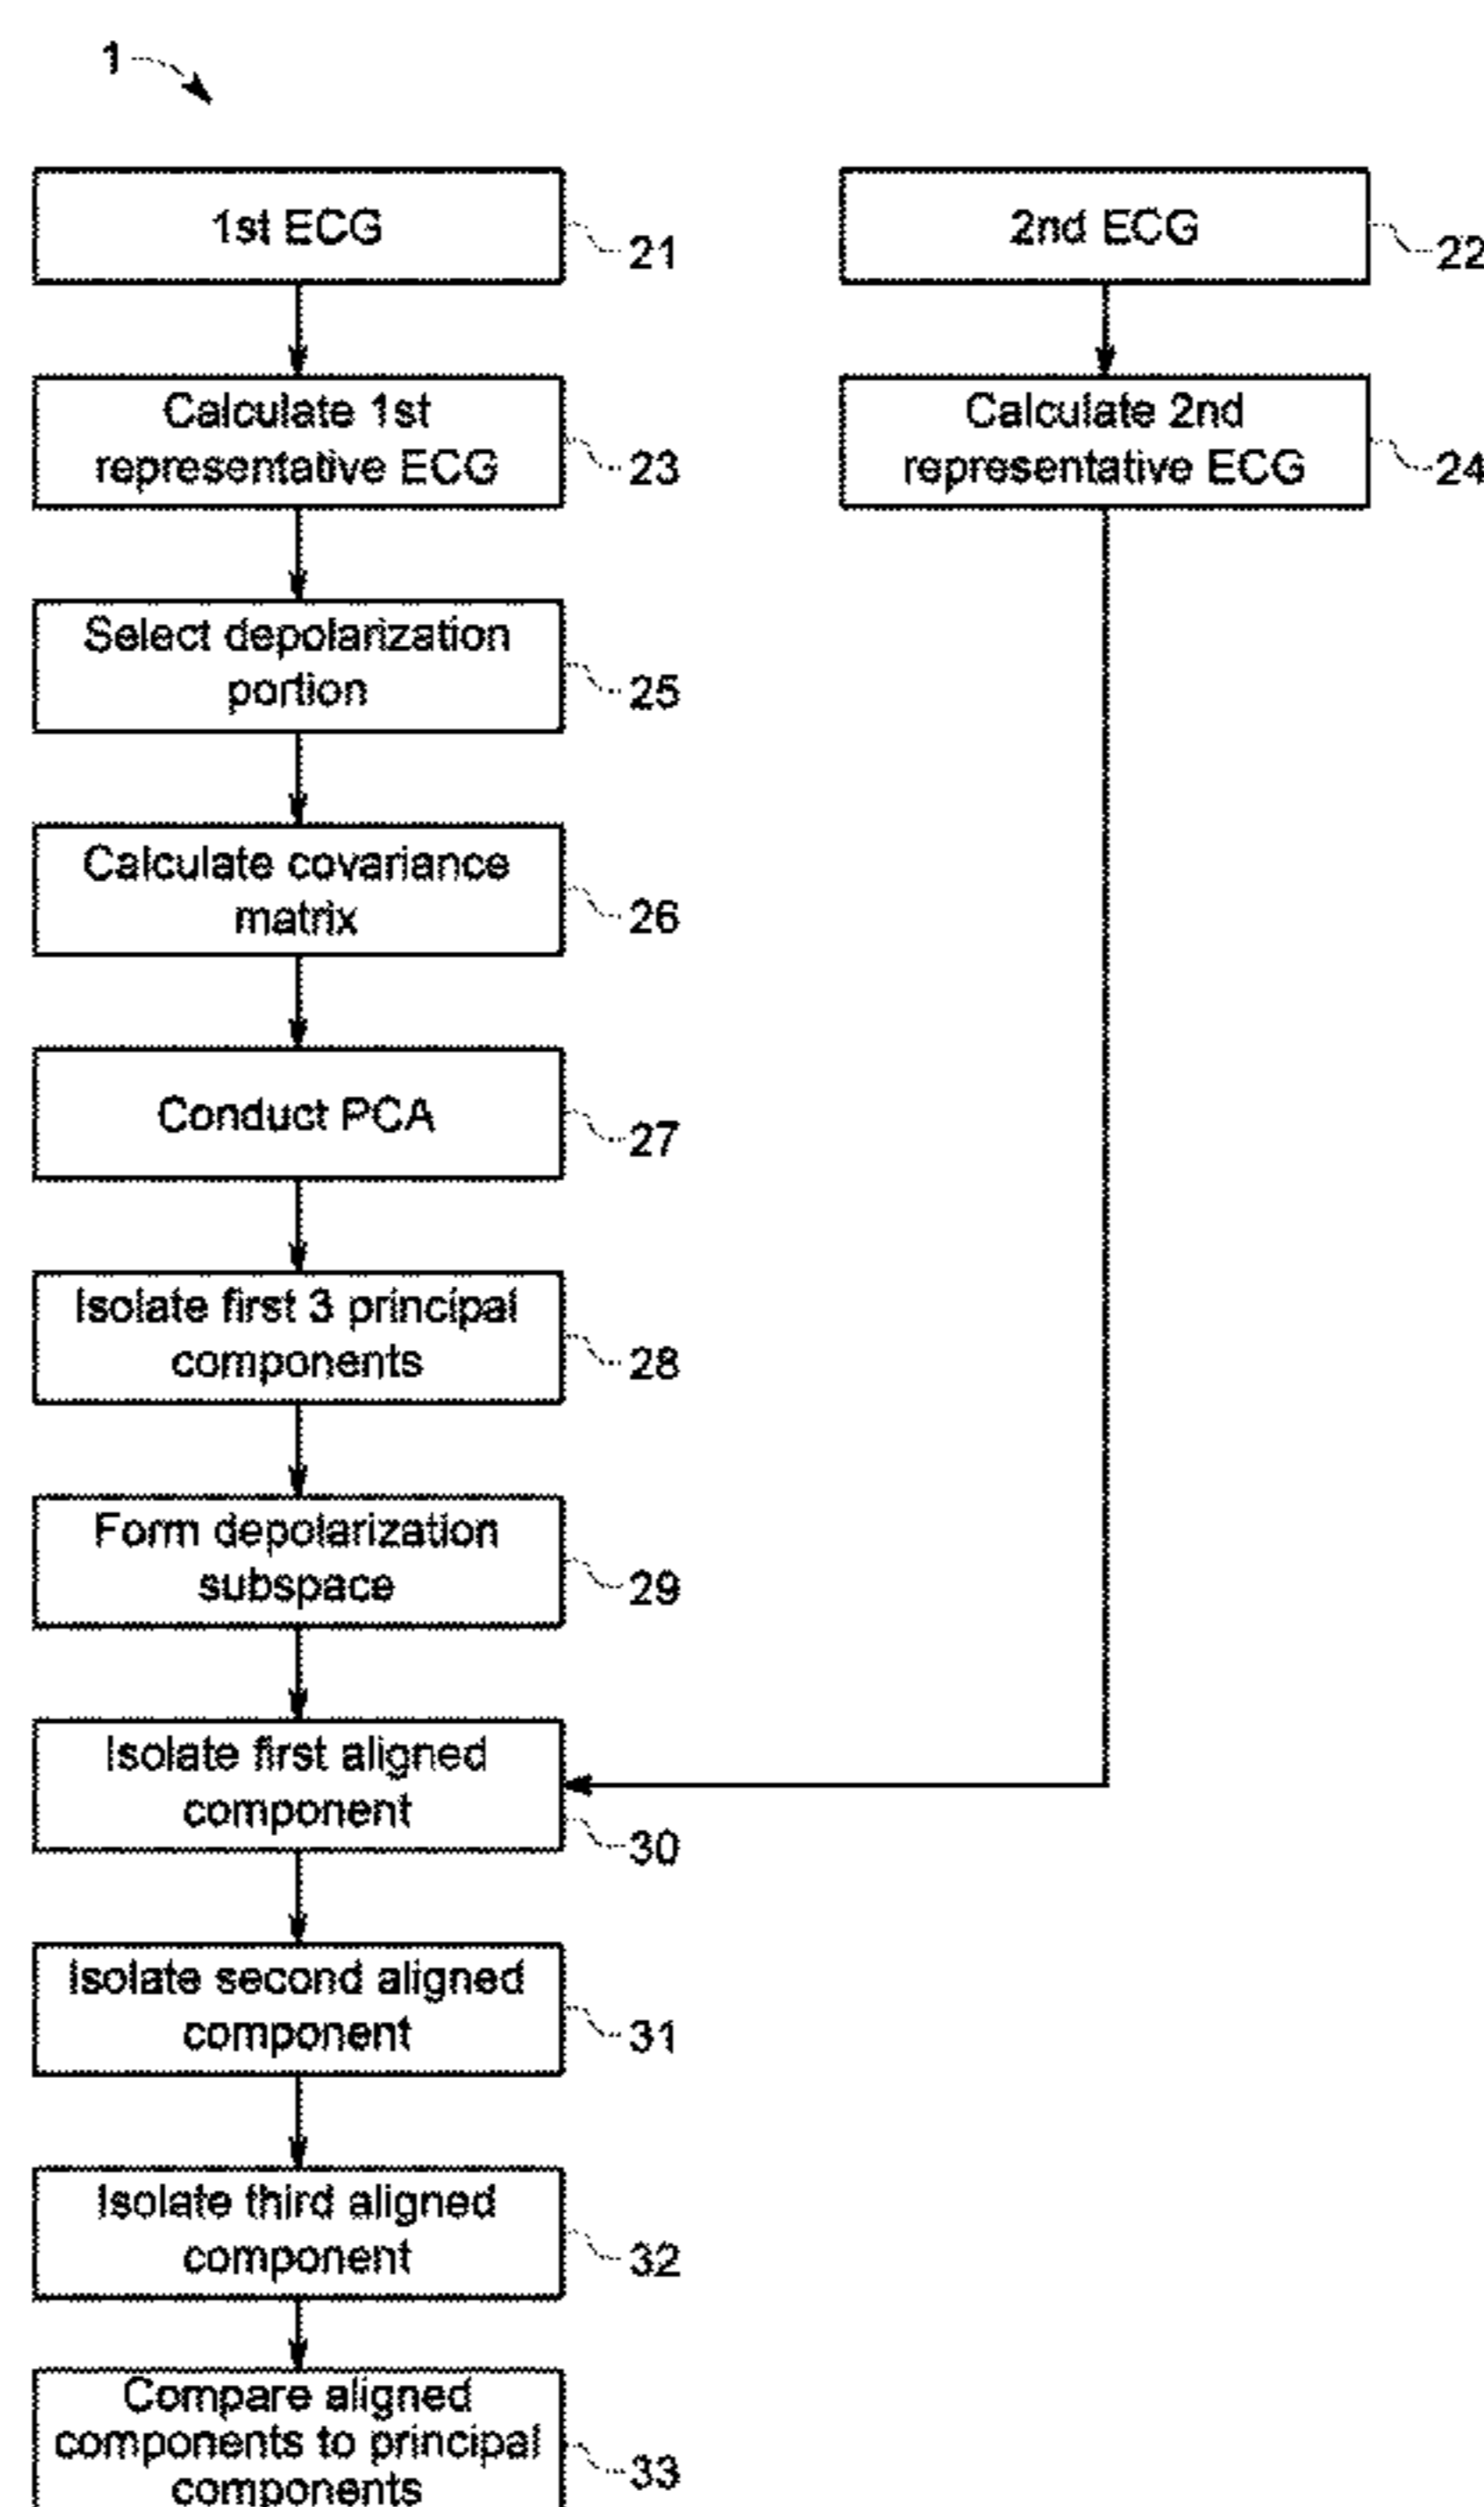 1
1st ECG
21
2nd ECG
22
Calculate 1st
representative ECG
23
Calculate 2nd
representative ECG
24
Select depolarization
portion
25
Calculate covariance
matrix
26
Conduct PCA
27
Isolate first 3 principal
components
28
Form depolarization
subspace
29
Isolate first aligned
component
30
Isolate second aligned
component
31
Isolate third aligned
component
32
Compare aligned
components to principal
components
33